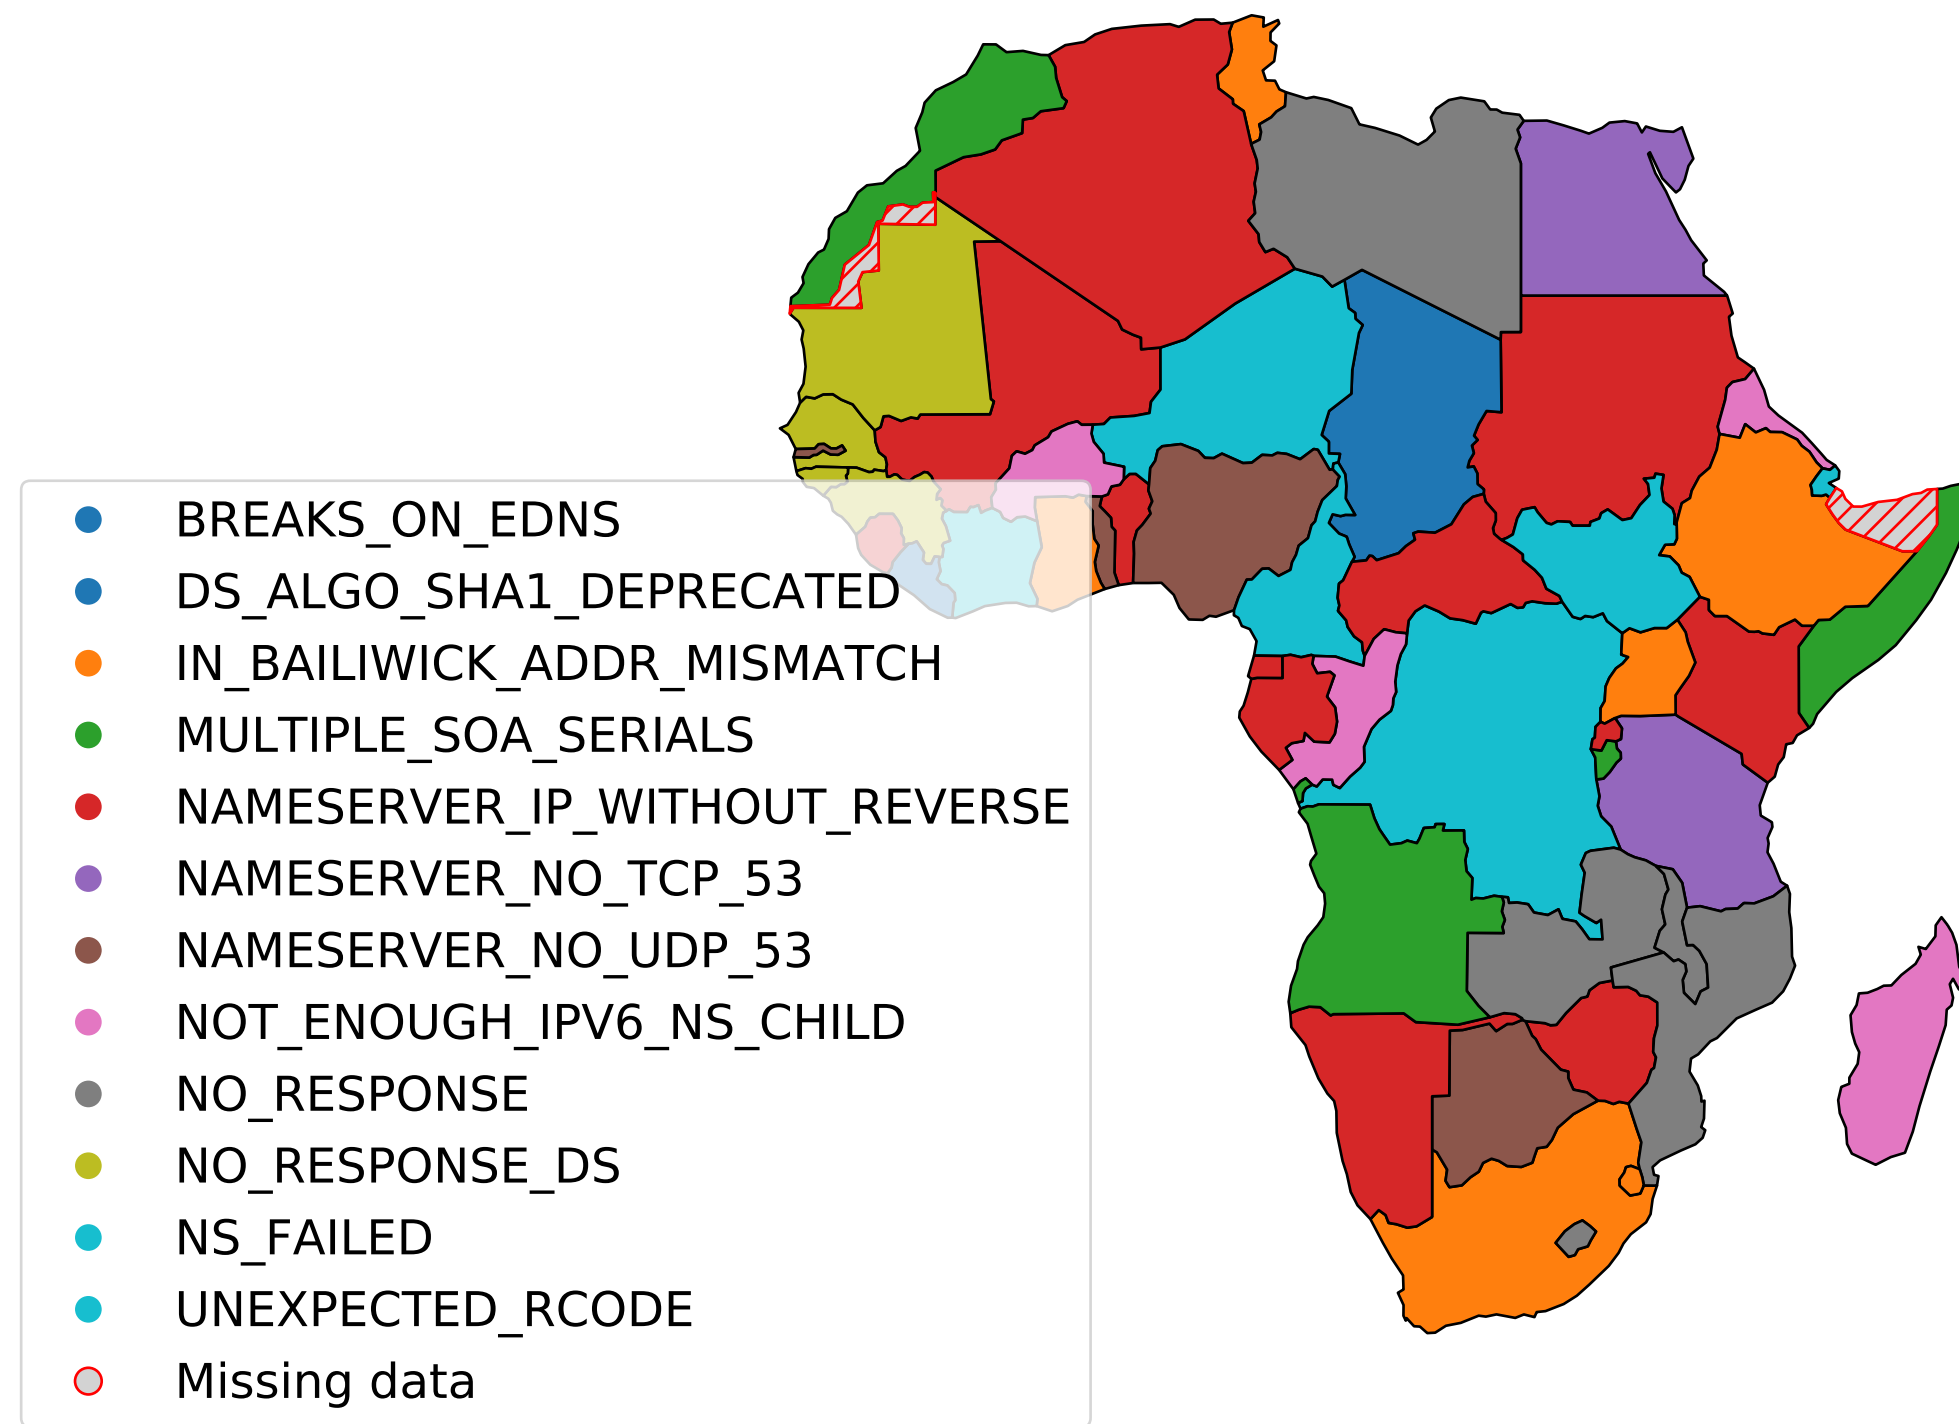 BREAKS_ON_EDNS
DS_ALGO_SHA1_DEPRECATED
IN_BAILIWICK_ADDR_MISMATCH
MULTIPLE_SOA_SERIALS
NAMESERVER_IP_WITHOUT_REVERSE
NAMESERVER_NO_TCP_53
NAMESERVER_NO_UDP_53
NOT_ENOUGH_IPV6_NS_CHILD
NO_RESPONSE
NO_RESPONSE_DS
NS_FAILED
UNEXPECTED_RCODE
Missing data